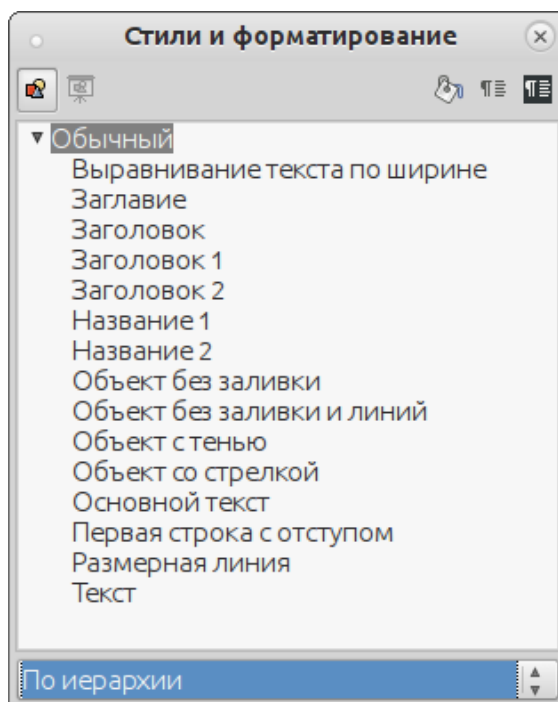 Стили и форматирование
Обычный
Выравнивание текста по ширине
Заглавие
Заголовок
Заголовок 1
Заголовок 2
Название 1
Название 2
Объект без заливки
Объект без заливки и линий
Объект с тенью
Объект со стрелкой
Основной текст
Первая строка с отступом
Размерная линия
Текст
По иерархии